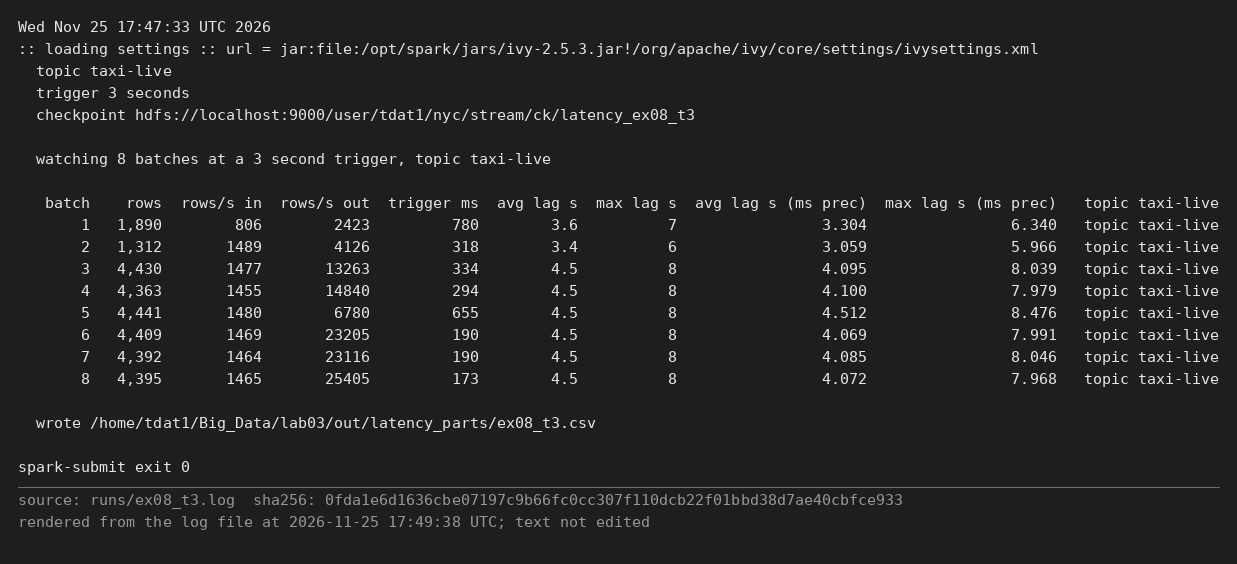 Wed Nov 25 17:47:33 UTC 2026
:: loading settings :: url = jar:file:/opt/spark/jars/ivy-2.5.3.jar!/org/apache/ivy/core/settings/ivysettings.xml
  topic taxi-live
  trigger 3 seconds
  checkpoint hdfs://localhost:9000/user/tdat1/nyc/stream/ck/latency_ex08_t3
  watching 8 batches at a 3 second trigger, topic taxi-live
   batch    rows  rows/s in  rows/s out  trigger ms  avg lag s  max lag s  avg lag s (ms prec)  max lag s (ms prec)   topic taxi-live
       1   1,890        806        2423         780        3.6          7                3.304                6.340   topic taxi-live
       2   1,312       1489        4126         318        3.4          6                3.059                5.966   topic taxi-live
       3   4,430       1477       13263         334        4.5          8                4.095                8.039   topic taxi-live
       4   4,363       1455       14840         294        4.5          8                4.100                7.979   topic taxi-live
       5   4,441       1480        6780         655        4.5          8                4.512                8.476   topic taxi-live
       6   4,409       1469       23205         190        4.5          8                4.069                7.991   topic taxi-live
       7   4,392       1464       23116         190        4.5          8                4.085                8.046   topic taxi-live
       8   4,395       1465       25405         173        4.5          8                4.072                7.968   topic taxi-live
  wrote /home/tdat1/Big_Data/lab03/out/latency_parts/ex08_t3.csv
spark-submit exit 0
source: runs/ex08_t3.log  sha256: 0fda1e6d1636cbe07197c9b66fc0cc307f110dcb22f01bbd38d7ae40cbfce933
rendered from the log file at 2026-11-25 17:49:38 UTC; text not edited